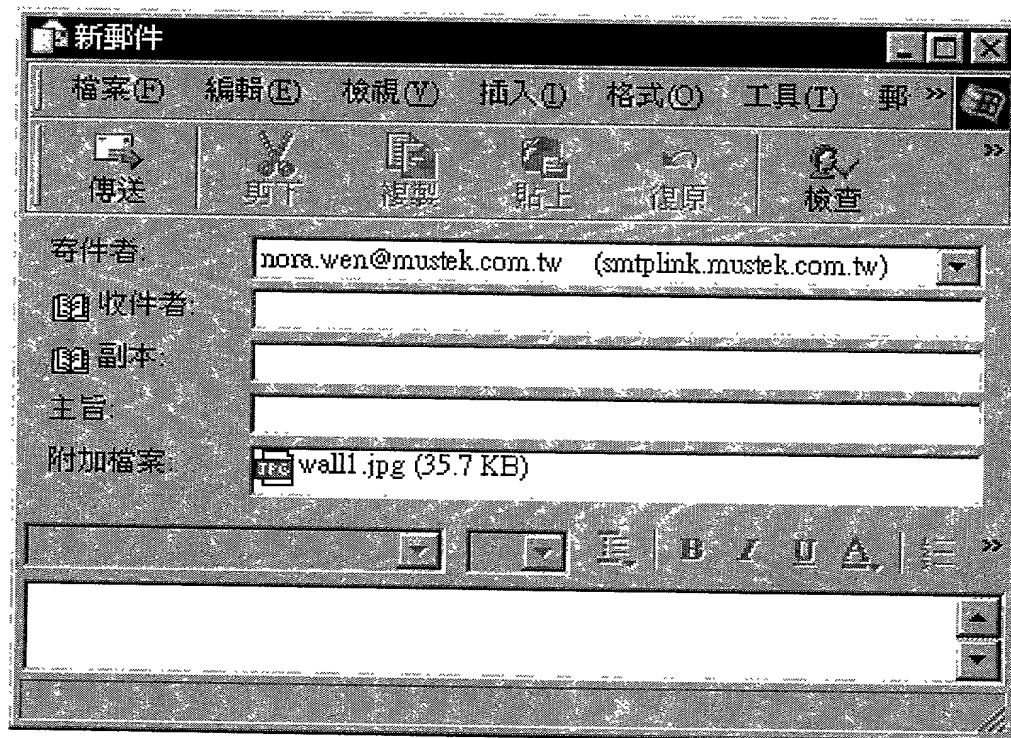 新郵件
檔案(F) 編輯(E) 檢視(V) 插入(I) 格式(O) 工具(T) 郵 »
傳送 剪下 複製 貼上 復原 檢查 »
寄件者: nora.wen@mustek.com.tw (smtplink.mustek.com.tw)
收件者:
副本:
主旨:
附加檔案: wall1.jpg (35.7 KB)
B I U A »